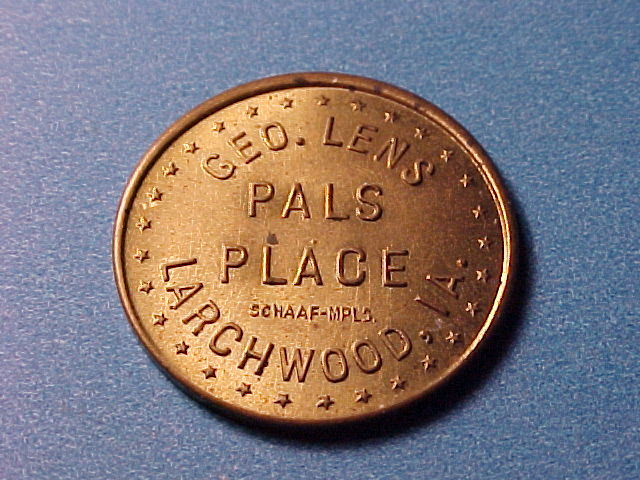 GEO. LENS
PALS
PLACE
SCHAAF-MPLS.
LARCHWOOD, IA.